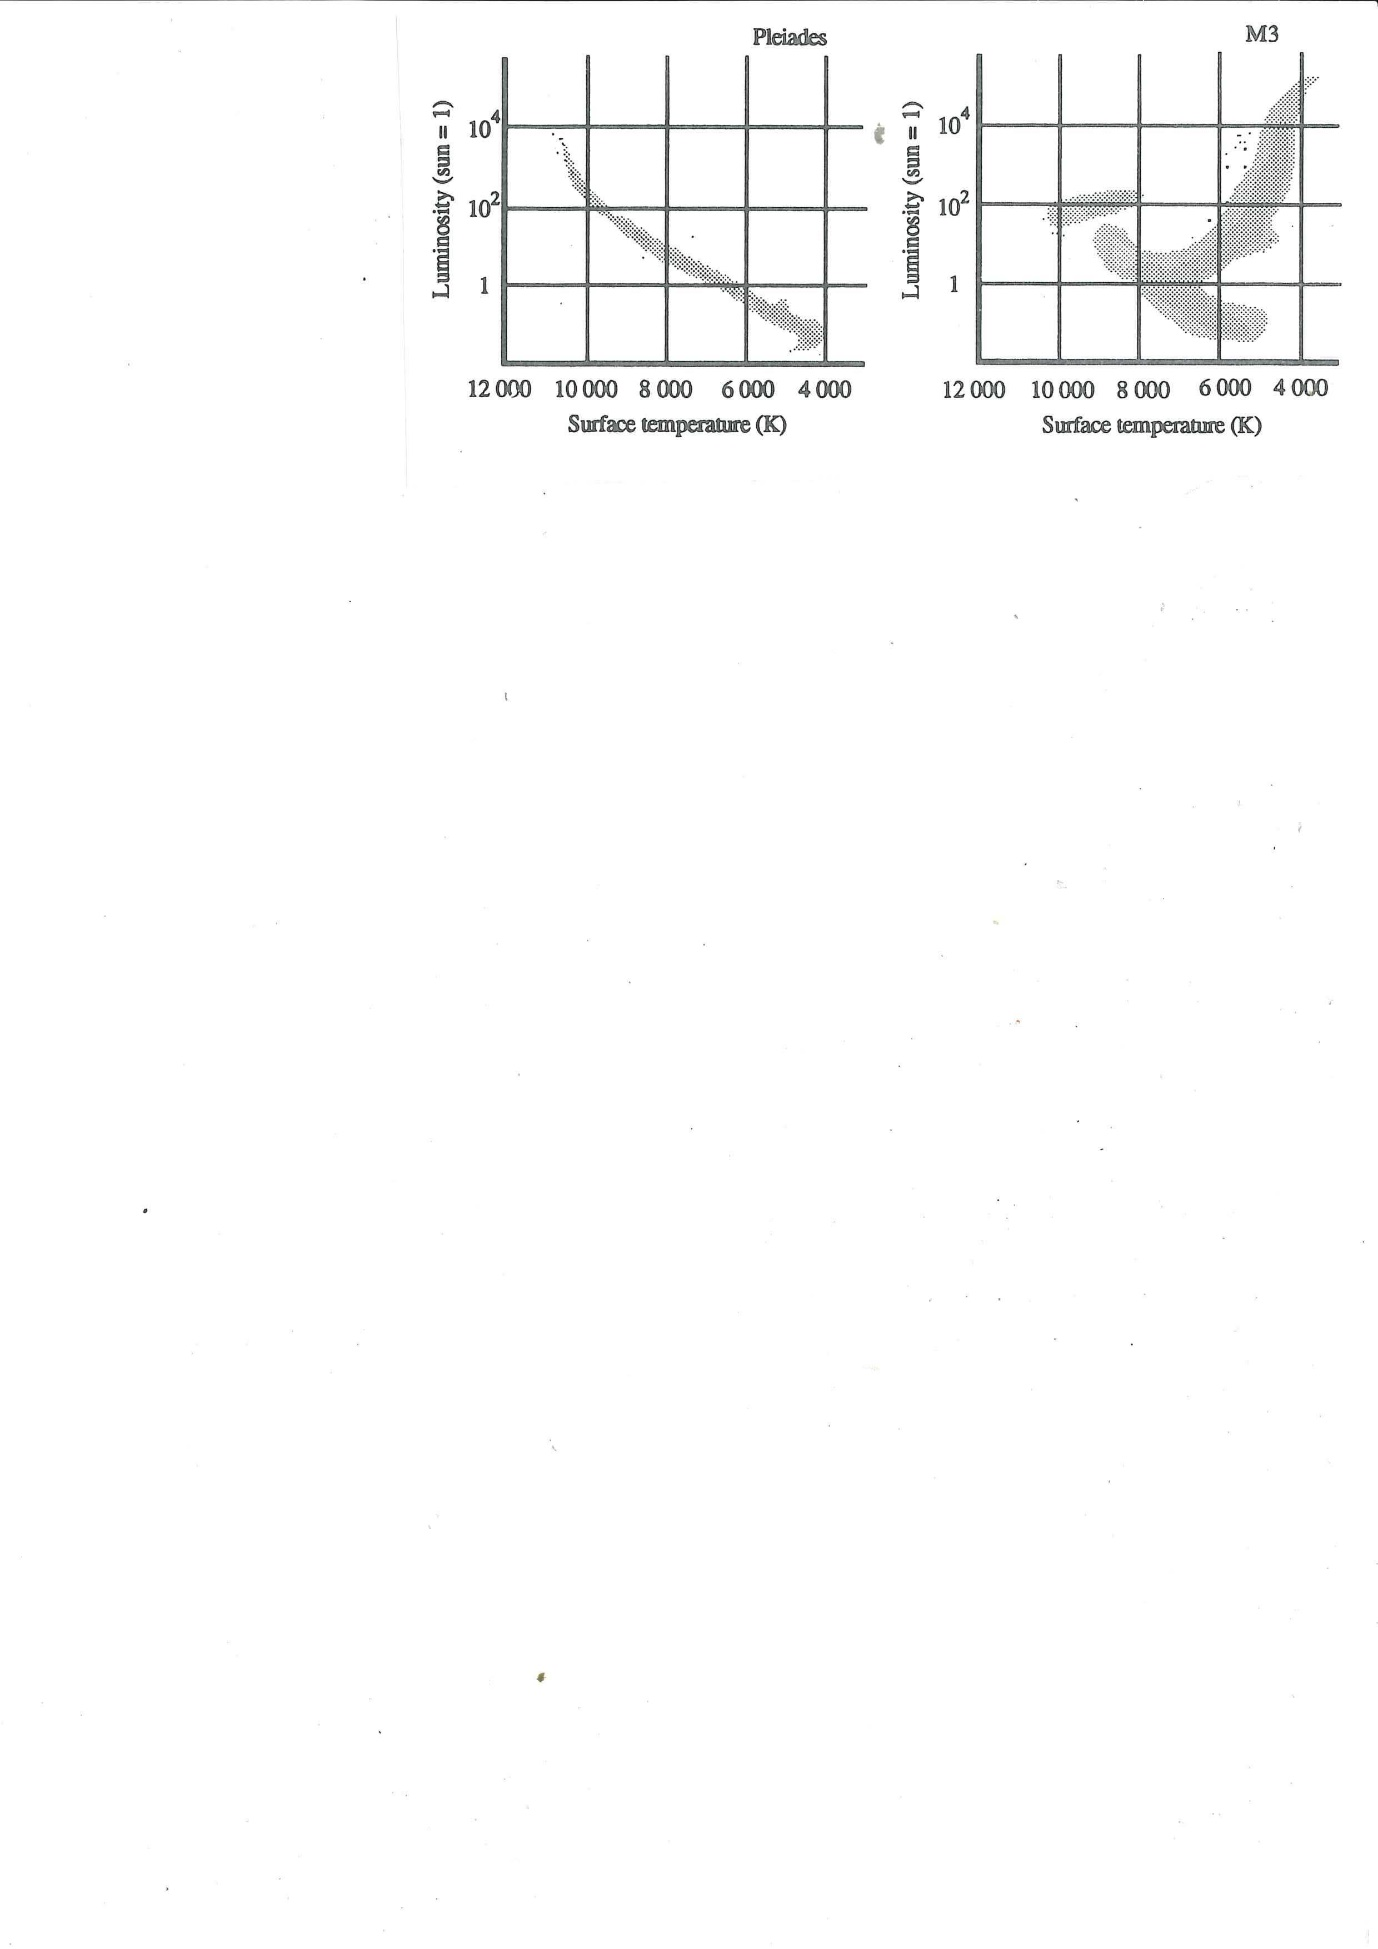 Pleiades
Luminosity (sun = 1)
10^4
10^2
1
12 000 10 000 8 000 6 000 4 000
Surface temperature (K)
M3
Luminosity (sun = 1)
10^4
10^2
1
12 000 10 000 8 000 6 000 4 000
Surface temperature (K)